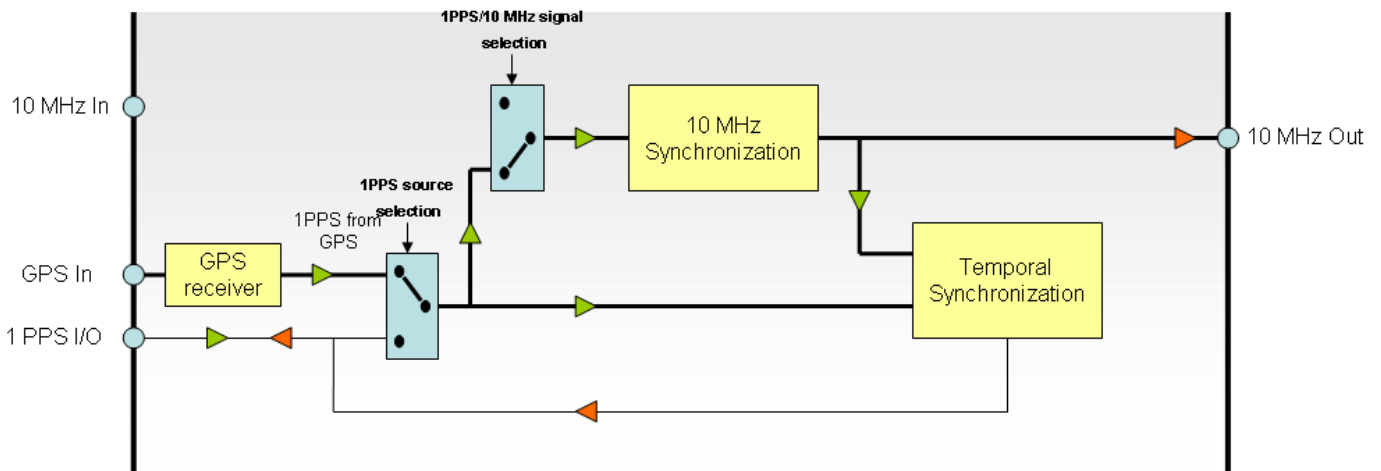 1PPS/10 MHz signal
selection
10 MHz In
10 MHz
Synchronization
10 MHz Out
1PPS source
selection
1PPS from
GPS
GPS In
GPS
receiver
Temporal
Synchronization
1 PPS I/O